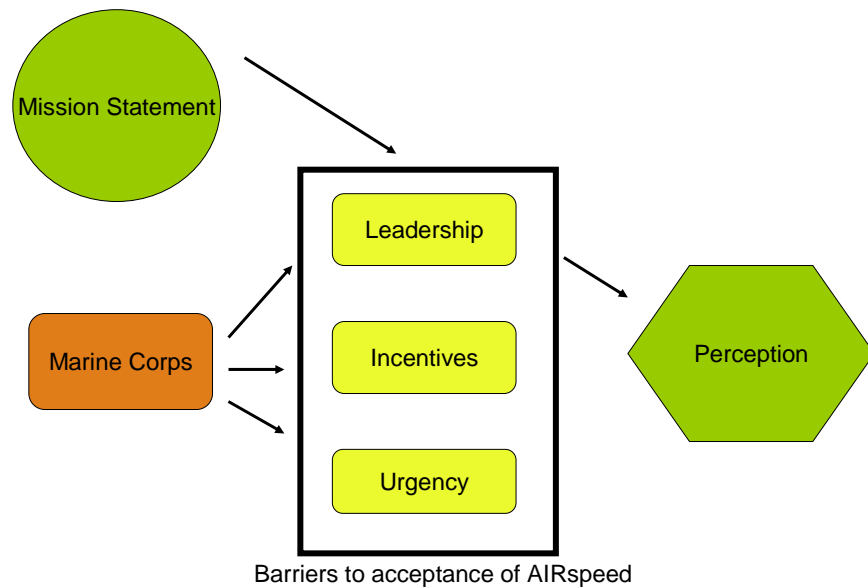 Mission Statement
Leadership
Marine Corps
Incentives
Perception
Urgency
Barriers to acceptance of AIRspeed